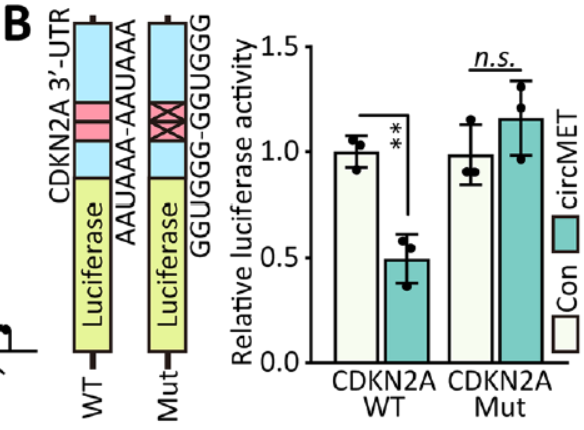 B
CDKN2A 3'-UTR
AAUAAA-AAUAAA
GGUGGG-GGUGGG
Luciferase
Luciferase
WT
Mut
Relative luciferase activity
1.5
1.0
0.5
0.0
**
n.s.
CDKN2A
WT
CDKN2A
Mut
Con
circMET